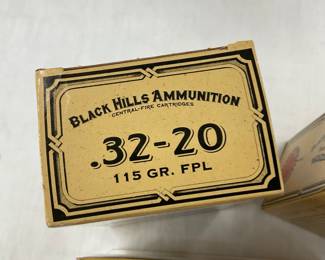 BLACK HILLS AMMUNITION
CENTRAL-FIRE CARTRIDGES
.32-20
115 GR. FPL